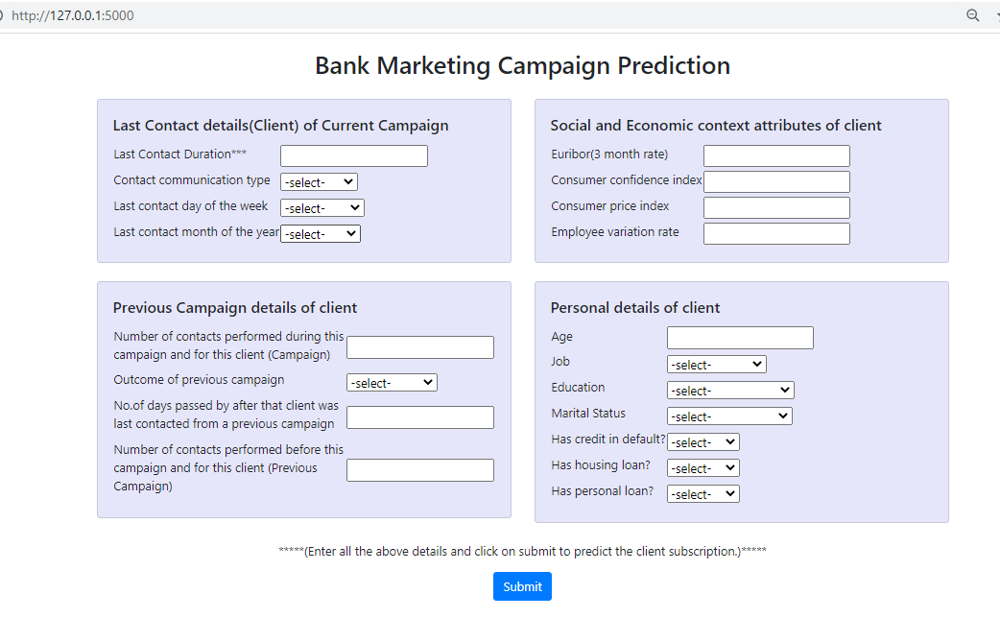 http://127.0.0.1:5000
Bank Marketing Campaign Prediction
Last Contact details(Client) of Current Campaign
Last Contact Duration***
Contact communication type -select-
Last contact day of the week -select-
Last contact month of the year -select-
Social and Economic context attributes of client
Euribor(3 month rate)
Consumer confidence index
Consumer price index
Employee variation rate
Previous Campaign details of client
Number of contacts performed during this
campaign and for this client (Campaign)
Outcome of previous campaign -select-
No.of days passed by after that client was
last contacted from a previous campaign
Number of contacts performed before this
campaign and for this client (Previous
Campaign)
Personal details of client
Age
Job -select-
Education -select-
Marital Status -select-
Has credit in default? -select-
Has housing loan? -select-
Has personal loan? -select-
*****(Enter all the above details and click on submit to predict the client subscription.)*****
Submit